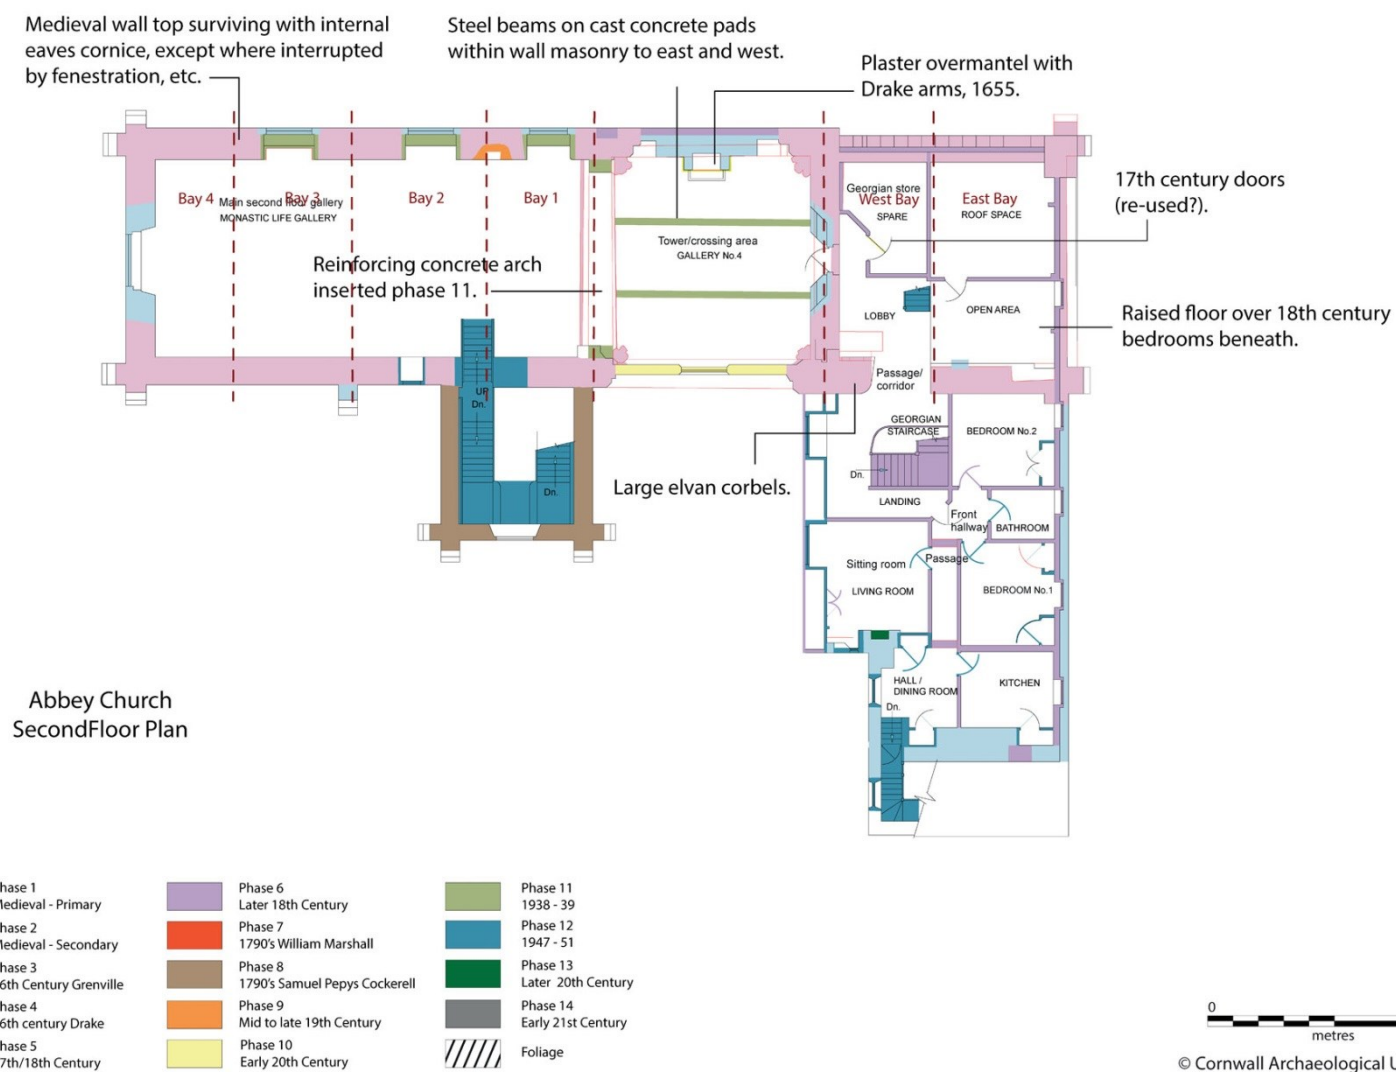 Medieval wall top surviving with internal
eaves cornice, except where interrupted
by fenestration, etc.
Steel beams on cast concrete pads
within wall masonry to east and west.
Plaster overmantel with
Drake arms, 1655.
17th century doors
(re-used?).
Bay 4
Bay 3
Bay 2
Bay 1
Main second floor gallery
MONASTIC LIFE GALLERY
Georgian store
West Bay
SPARE
East Bay
ROOF SPACE
Tower/crossing area
GALLERY No.4
Reinforcing concrete arch
inserted phase 11.
LOBBY
OPEN AREA
Raised floor over 18th century
bedrooms beneath.
Passage/
corridor
UP
Dn.
Dn.
GEORGIAN
STAIRCASE
BEDROOM No.2
Dn.
Large elvan corbels.
LANDING
Front
hallway
BATHROOM
Sitting room
LIVING ROOM
Passage
BEDROOM No.1
HALL /
DINING ROOM
KITCHEN
Dn.
Abbey Church
SecondFloor Plan
hase 1
Medieval - Primary
hase 2
Medieval - Secondary
hase 3
6th Century Grenville
hase 4
6th century Drake
hase 5
7th/18th Century
Phase 6
Later 18th Century
Phase 7
1790's William Marshall
Phase 8
1790's Samuel Pepys Cockerell
Phase 9
Mid to late 19th Century
Phase 10
Early 20th Century
Phase 11
1938 - 39
Phase 12
1947 - 51
Phase 13
Later 20th Century
Phase 14
Early 21st Century
Foliage
0
metres
© Cornwall Archaeological U